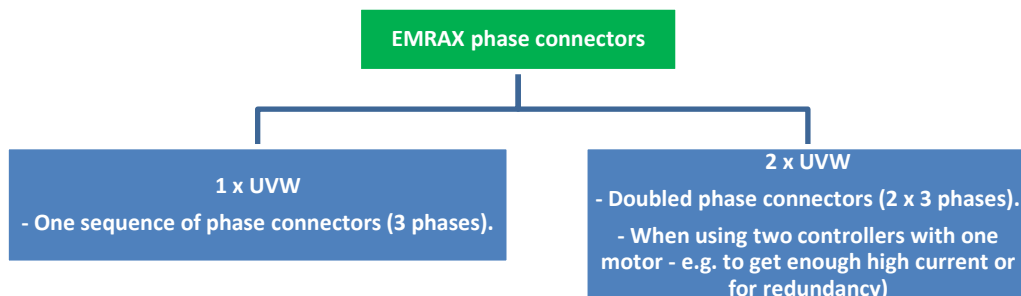 EMRAX phase connectors
1 x UVW
- One sequence of phase connectors (3 phases).
2 x UVW
- Doubled phase connectors (2 x 3 phases).
- When using two controllers with one
motor - e.g. to get enough high current or
for redundancy)